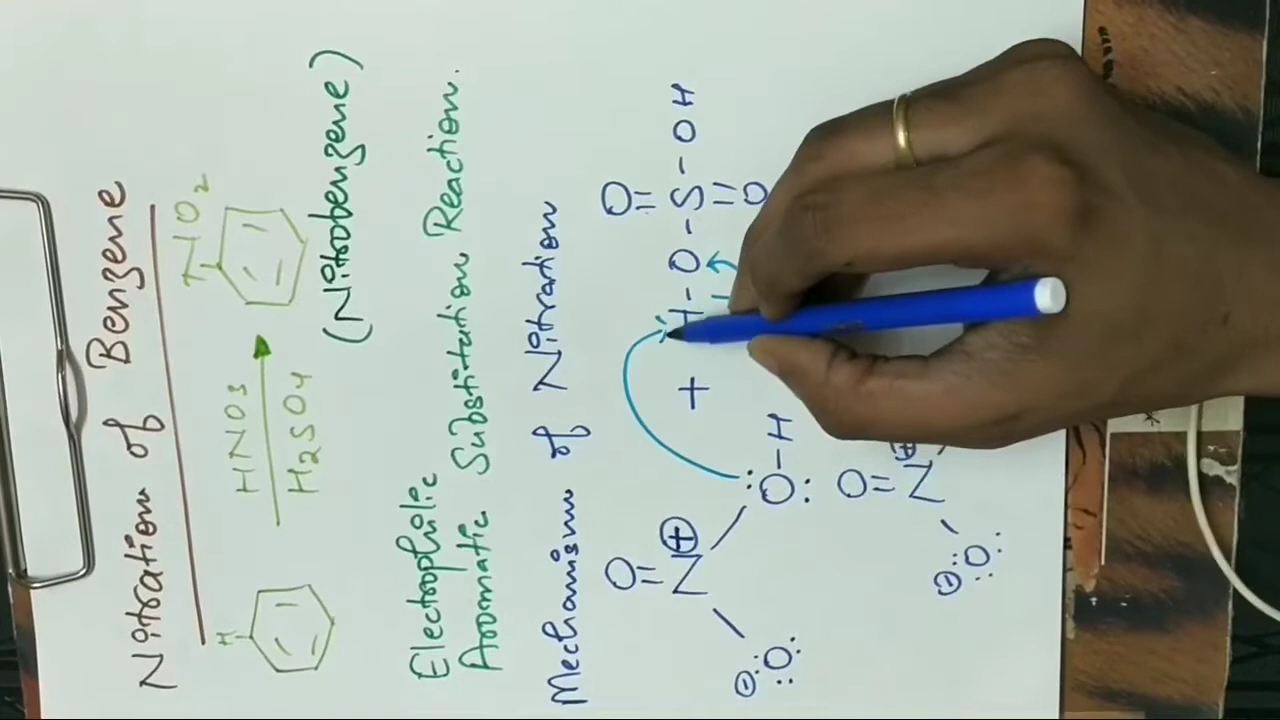 Nitration of Benzene
H
HNO3
H2SO4
NO2
(Nitrobenzene)
Electrophilic
Aromatic Substitution Reaction.
Mechanism of Nitration
O O
N⊕ + H-O-S-OH
⊖ :Ö: :Ö-H O
O
N⊕
⊖ :Ö: